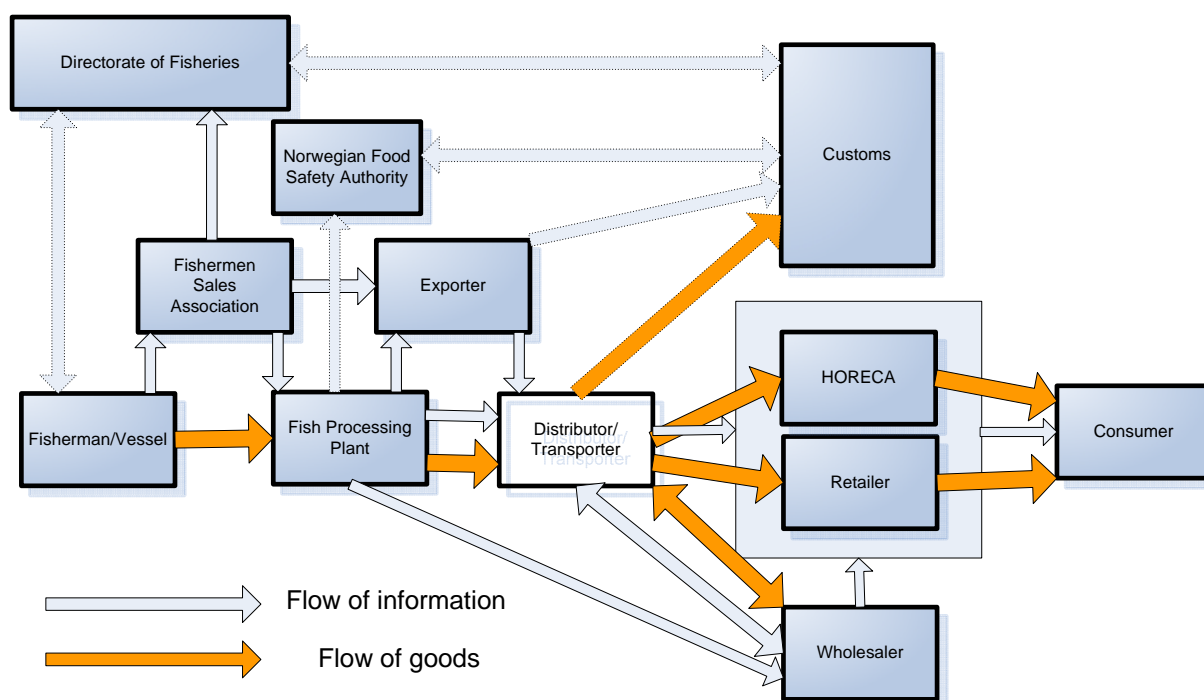 Directorate of Fisheries
Customs
Norwegian Food
Safety Authority
Fishermen
Sales
Association
Exporter
HORECA
Fisherman/Vessel
Fish Processing
Plant
Distributor/
Transporter
Consumer
Retailer
Flow of information
Wholesaler
Flow of goods